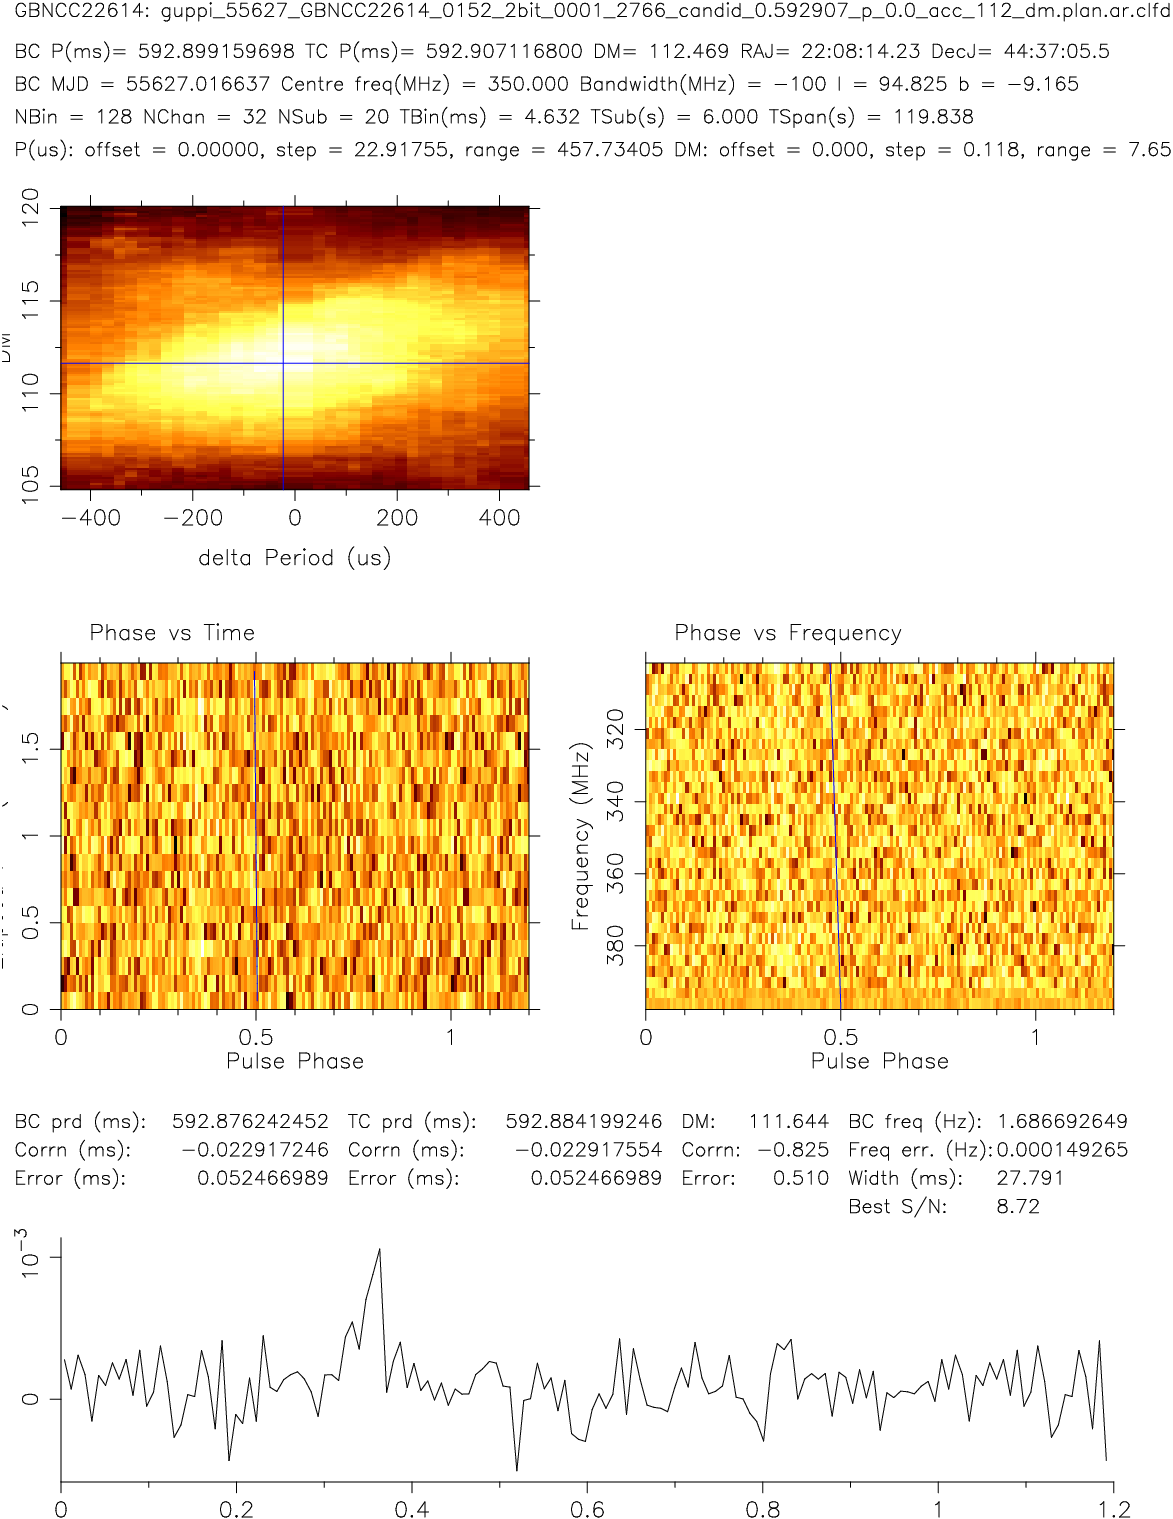 GBNCC22614: guppi_55627_GBNCC22614_0152_2bit_0001_2766_candid_0.592907_p_0.0_acc_112_dm.plan.ar.clfd
BC P(ms)= 592.899159698 TC P(ms)= 592.907116800 DM= 112.469 RAJ= 22:08:14.23 DecJ= 44:37:05.5
BC MJD = 55627.016637 Centre freq(MHz) = 350.000 Bandwidth(MHz) = −100 l = 94.825 b = −9.165
NBin = 128 NChan = 32 NSub = 20 TBin(ms) = 4.632 TSub(s) = 6.000 TSpan(s) = 119.838
P(us): offset = 0.00000, step = 22.91755, range = 457.73405 DM: offset = 0.000, step = 0.118, range = 7.65
120
115
110
105
DM
−400 −200 0 200 400
delta Period (us)
Phase vs Time
1.5
1
0.5
0
0 0.5 1
Pulse Phase
Phase vs Frequency
320
340
360
380
Frequency (MHz)
0 0.5 1
Pulse Phase
BC prd (ms): 592.876242452 TC prd (ms): 592.884199246 DM: 111.644 BC freq (Hz): 1.686692649
Corrn (ms): −0.022917246 Corrn (ms): −0.022917554 Corrn: −0.825 Freq err. (Hz): 0.000149265
Error (ms): 0.052466989 Error (ms): 0.052466989 Error: 0.510 Width (ms): 27.791
Best S/N: 8.72
10−3
0
0 0.2 0.4 0.6 0.8 1 1.2